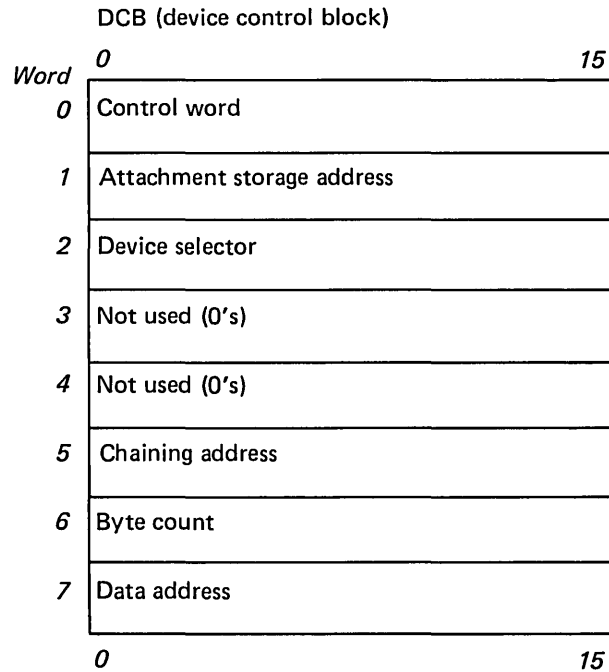 DCB (device control block)
0 15
Word
0 Control word
1 Attachment storage address
2 Device selector
3 Not used (0's)
4 Not used (0's)
5 Chaining address
6 Byte count
7 Data address
0 15